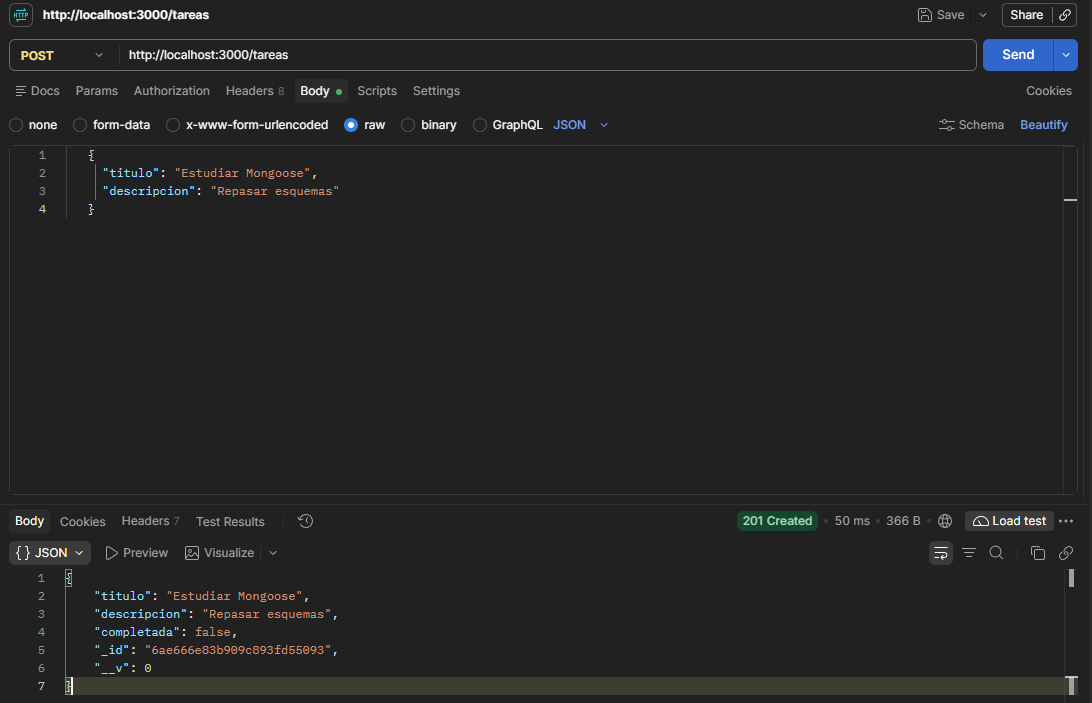 HTTP http://localhost:3000/tareas Save Share
POST http://localhost:3000/tareas Send
Docs Params Authorization Headers 8 Body Scripts Settings Cookies
none form-data x-www-form-urlencoded raw binary GraphQL JSON Schema Beautify
1 {
2 "titulo": "Estudiar Mongoose",
3 "descripcion": "Repasar esquemas"
4 }
Body Cookies Headers 7 Test Results 201 Created • 50 ms • 366 B • Load test
{} JSON Preview Visualize
1 {
2 "titulo": "Estudiar Mongoose",
3 "descripcion": "Repasar esquemas",
4 "completada": false,
5 "_id": "6ae666e83b909c893fd55093",
6 "__v": 0
7 }